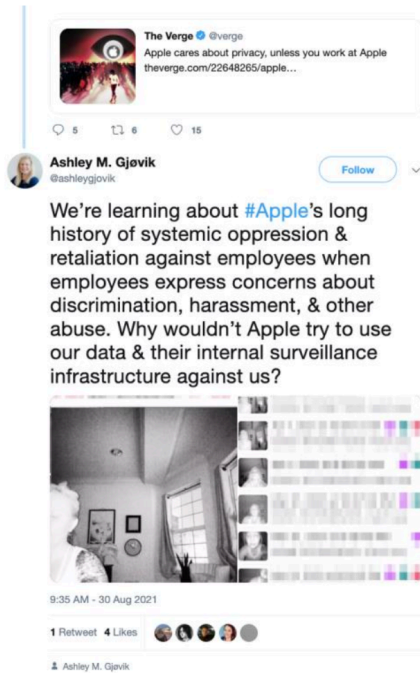 The Verge @verge
Apple cares about privacy, unless you work at Apple
theverge.com/22648265/apple...
5 6 15
Ashley M. Gjøvik
@ashleygjovik
Follow
We're learning about #Apple's long
history of systemic oppression &
retaliation against employees when
employees express concerns about
discrimination, harassment, & other
abuse. Why wouldn't Apple try to use
our data & their internal surveillance
infrastructure against us?
9:35 AM - 30 Aug 2021
1 Retweet 4 Likes
Ashley M. Gjøvik